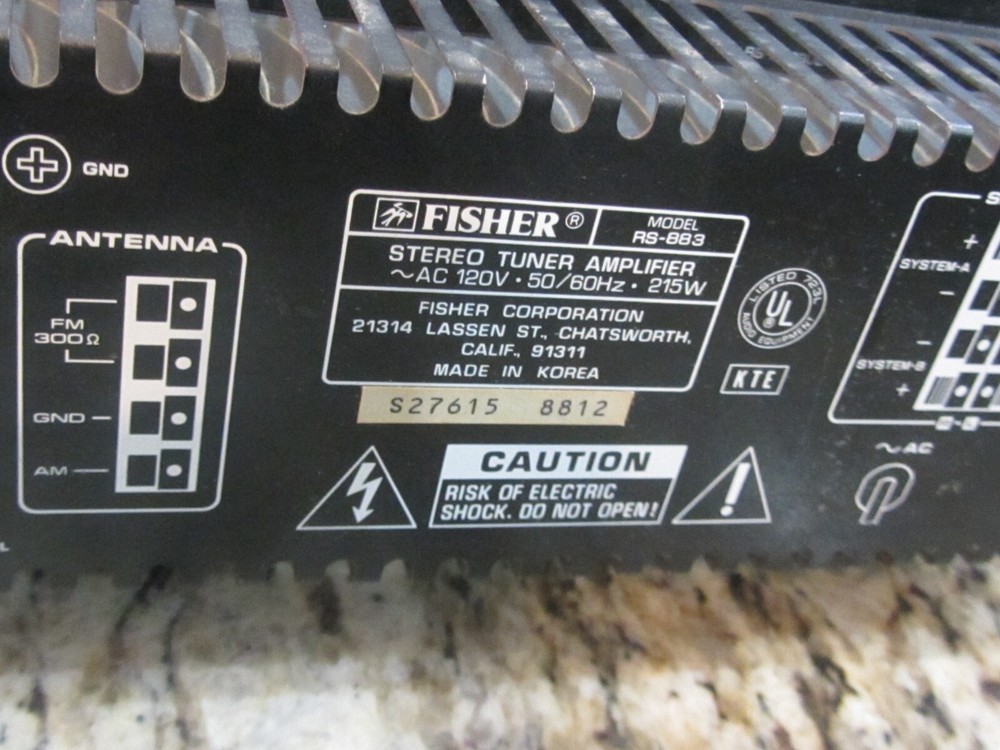 GND
ANTENNA
FM
300Ω
GND
AM
FISHER®
MODEL
RS-883
STEREO TUNER AMPLIFIER
~AC 120V · 50/60Hz · 215W
FISHER CORPORATION
21314 LASSEN ST., CHATSWORTH,
CALIF., 91311
MADE IN KOREA
S27615 8812
LISTED 723L
UL®
AUDIO EQUIPMENT
KTE
CAUTION
RISK OF ELECTRIC
SHOCK. DO NOT OPEN!
+
SYSTEM-A
-
-
SYSTEM-B
+
~AC